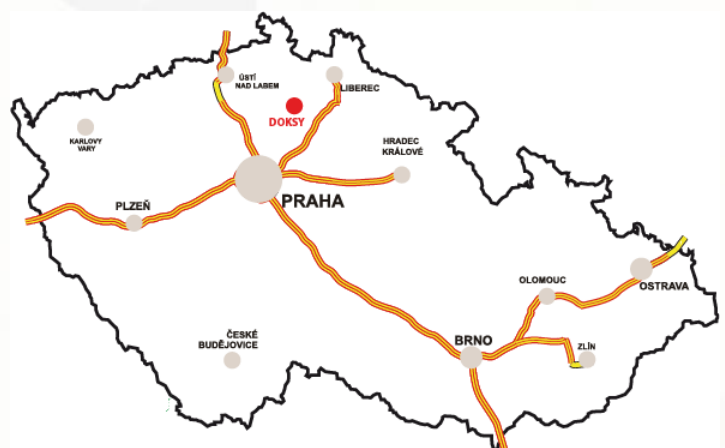 ÚSTÍ
NAD LABEM
LIBEREC
DOKSY
KARLOVY
VARY
HRADEC
KRÁLOVÉ
PLZEŇ
PRAHA
OLOMOUC
OSTRAVA
ČESKÉ
BUDĚJOVICE
BRNO
ZLÍN